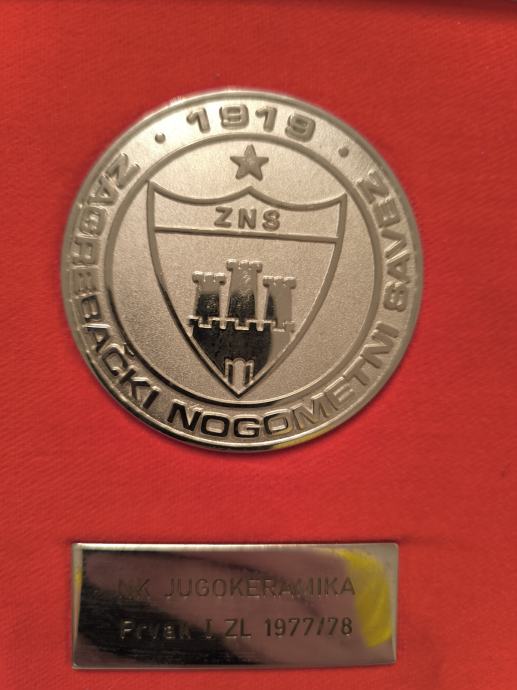 · 1919 ·
ZAGREBAČKI NOGOMETNI SAVEZ
ZNS
NK JUGOKERAMIKA
Prvak I ZL 1977/78